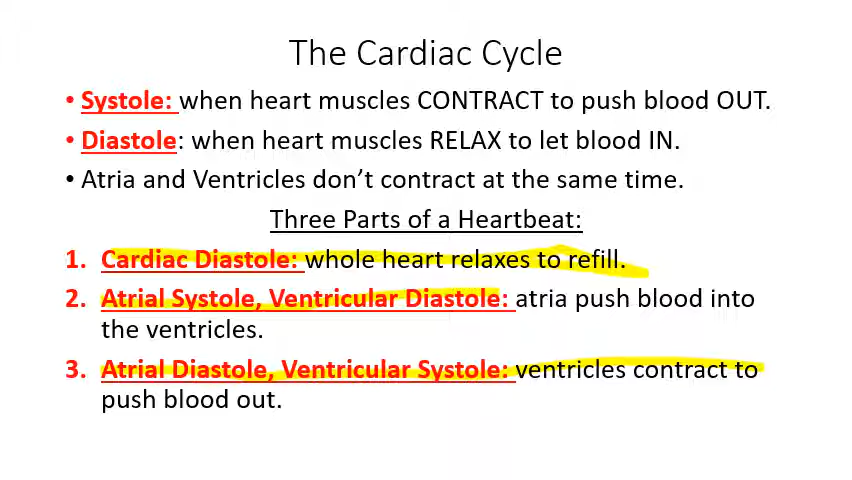 The Cardiac Cycle
• Systole: when heart muscles CONTRACT to push blood OUT.
• Diastole: when heart muscles RELAX to let blood IN.
• Atria and Ventricles don’t contract at the same time.
Three Parts of a Heartbeat:
1. Cardiac Diastole: whole heart relaxes to refill.
2. Atrial Systole, Ventricular Diastole: atria push blood into
the ventricles.
3. Atrial Diastole, Ventricular Systole: ventricles contract to
push blood out.